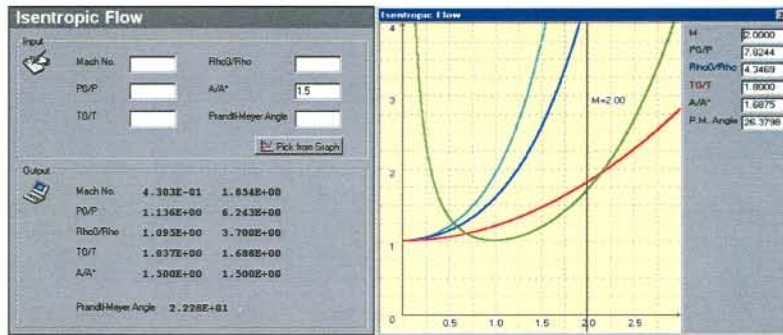 Isentropic Flow
Input
Mach No.
Rho0/Rho
P0/P
A/A*
1.5
T0/T
Prandtl-Meyer Angle
Pick from Graph
Output
Mach No. 4.303E-01 1.854E+00
P0/P 1.136E+00 6.243E+00
Rho0/Rho 1.095E+00 3.700E+00
T0/T 1.037E+00 1.688E+00
A/A* 1.500E+00 1.500E+00
Prandtl-Meyer Angle 2.228E+01
Isentropic Flow
4
3
2
1
0
0.5
1.0
1.5
2.0
2.5
M=2.00
M 2.0000
P0/P 7.8244
Rho0/Rho 4.3469
T0/T 1.8000
A/A* 1.6875
P.M. Angle 26.3798